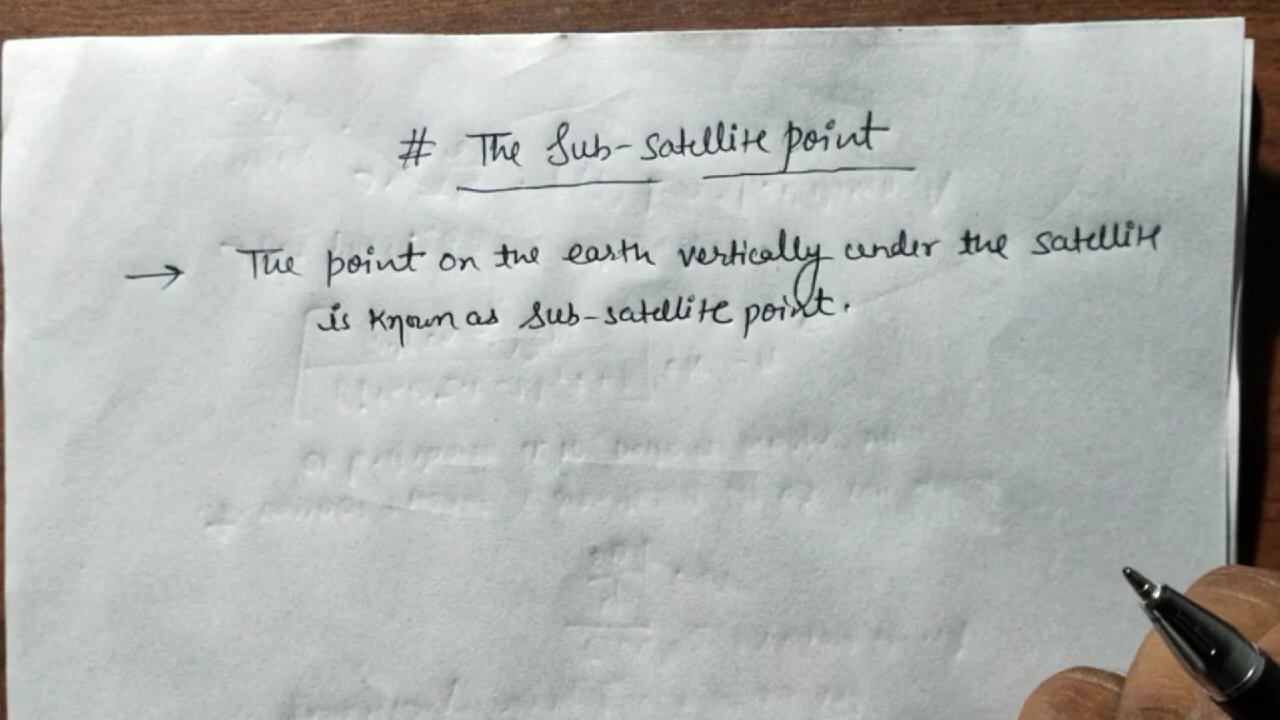 # The Sub-satellite point
→ The point on the earth vertically under the satellite
is known as sub-satellite point.